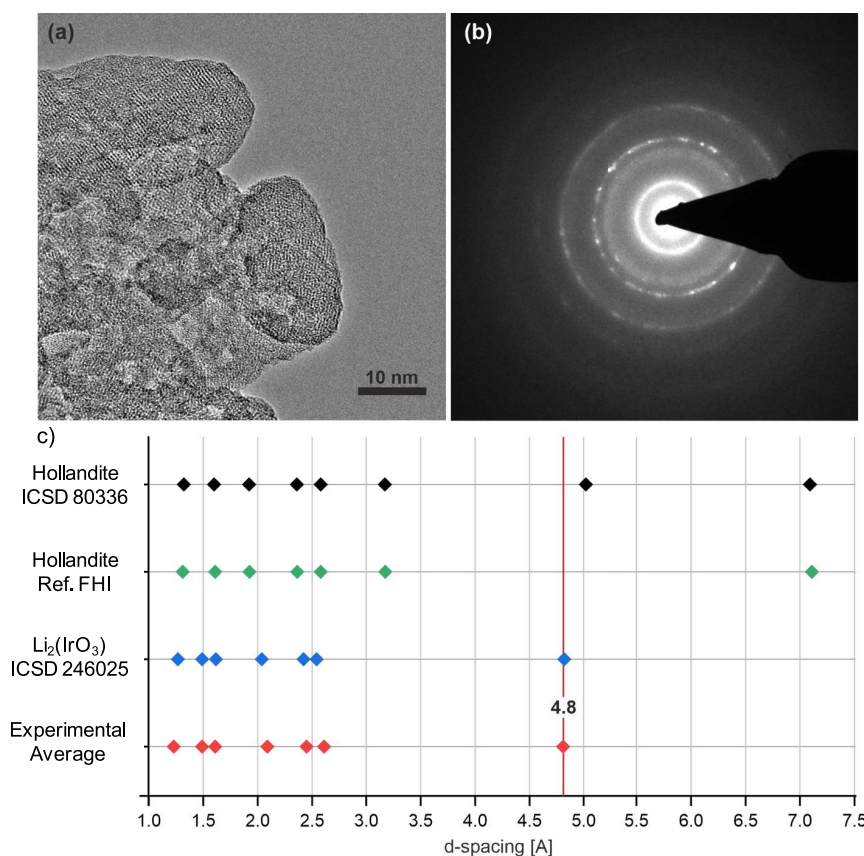 (a)
(b)
10 nm
c)
Hollandite
ICSD 80336
Hollandite
Ref. FHI
Li₂(IrO₃)
ICSD 246025
4.8
Experimental
Average
1.0 1.5 2.0 2.5 3.0 3.5 4.0 4.5 5.0 5.5 6.0 6.5 7.0 7.5
d-spacing [A]